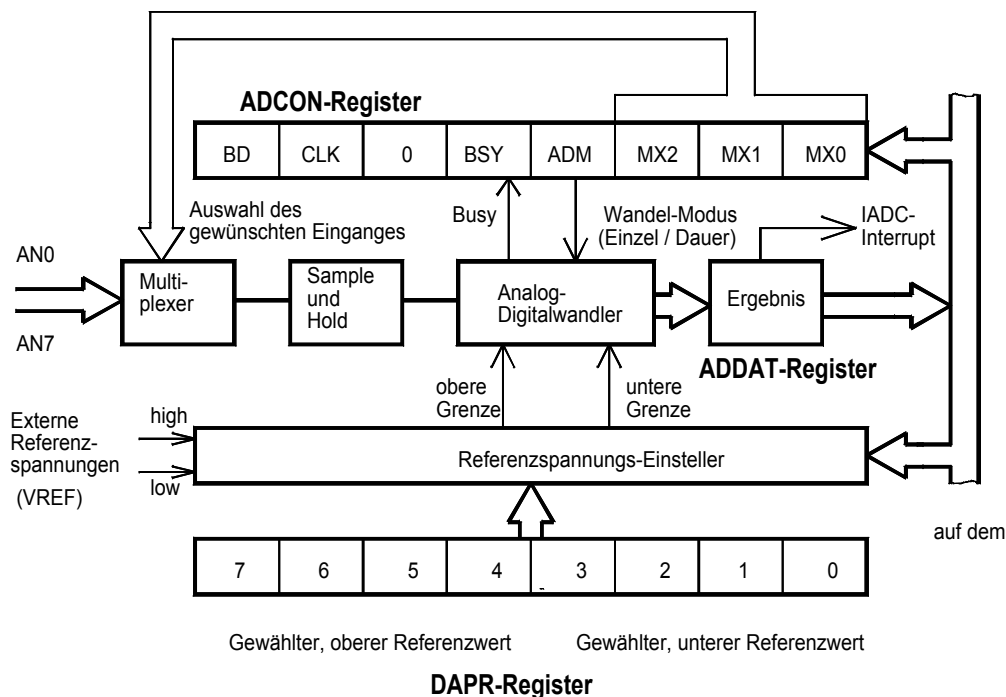 ADCON-Register
BD CLK 0 BSY ADM MX2 MX1 MX0
Auswahl des
gewünschten Einganges
Busy
Wandel-Modus
(Einzel / Dauer)
IADC-
Interrupt
AN0
AN7
Multi-
plexer
Sample
und
Hold
Analog-
Digitalwandler
Ergebnis
ADDAT-Register
obere
Grenze
untere
Grenze
Externe
Referenz-
spannungen
(VREF)
high
low
Referenzspannungs-Einsteller
auf dem
7 6 5 4 3 2 1 0
Gewählter, oberer Referenzwert
Gewählter, unterer Referenzwert
DAPR-Register